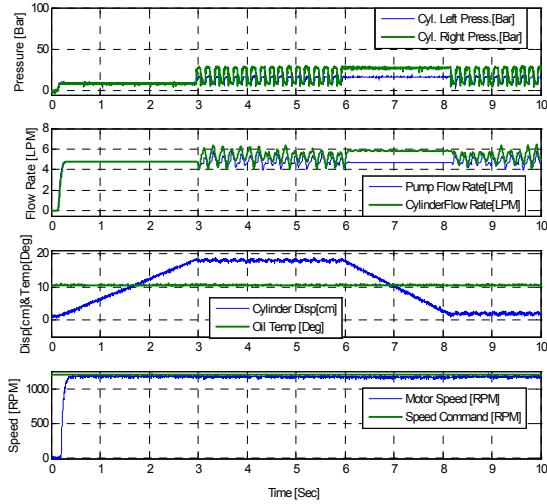 100
50
0
Pressure [Bar]
Cyl. Left Press.[Bar]
Cyl. Right Press.[Bar]
0 1 2 3 4 5 6 7 8 9 10
8
6
4
2
0
Flow Rate [LPM]
Pump Flow Rate[LPM]
CylinderFlow Rate[LPM]
0 1 2 3 4 5 6 7 8 9 10
20
10
0
Disp[cm]&Temp[Deg]
Cylinder Disp[cm]
Oil Temp [Deg]
0 1 2 3 4 5 6 7 8 9 10
1000
500
0
Speed [RPM]
Motor Speed [RPM]
Speed Command [RPM]
0 1 2 3 4 5 6 7 8 9 10
Time [Sec]